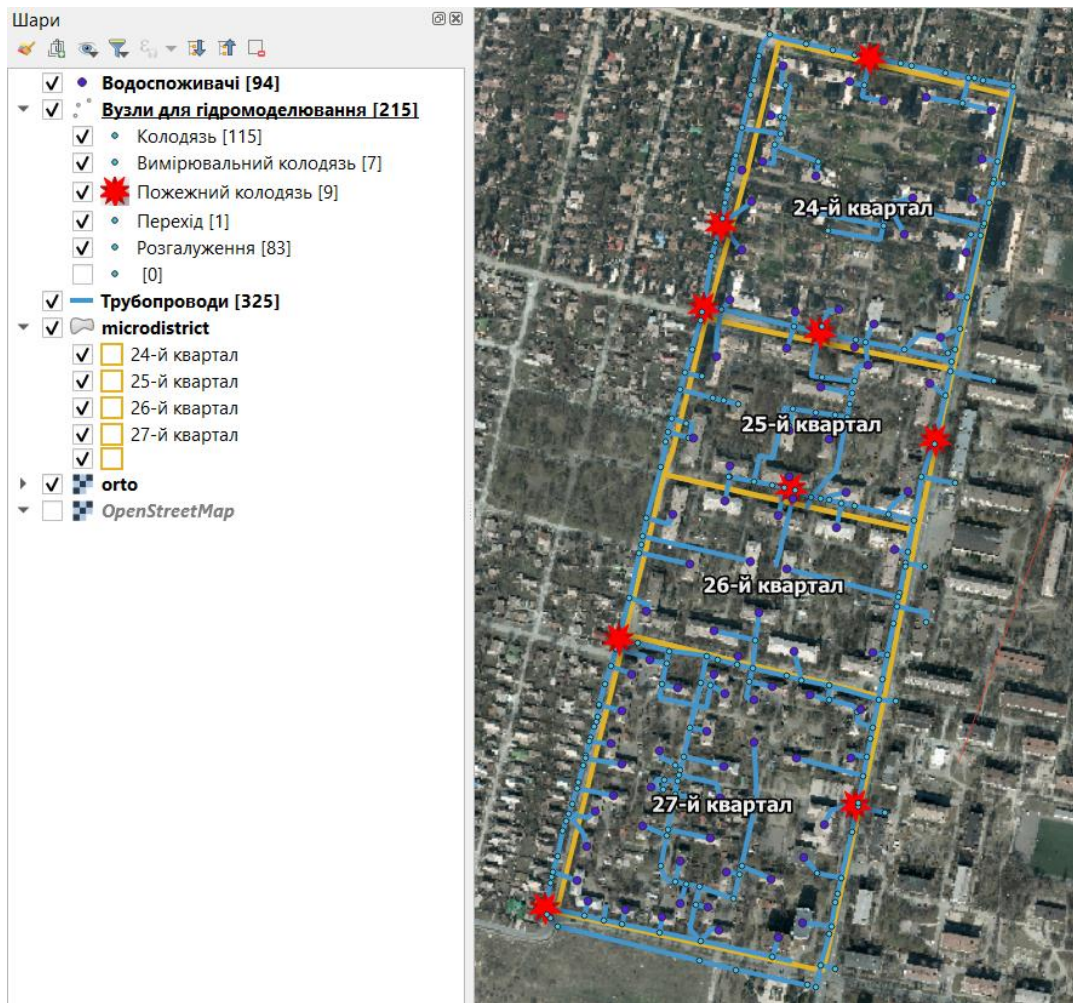 Шари
Водоспоживачі [94]
Вузли для гідромоделювання [215]
Колодязь [115]
Вимірювальний колодязь [7]
Пожежний колодязь [9]
Перехід [1]
Розгалуження [83]
[0]
Трубопроводи [325]
microdistrict
24-й квартал
25-й квартал
26-й квартал
27-й квартал
orto
OpenStreetMap
24-й квартал
25-й квартал
26-й квартал
27-й квартал